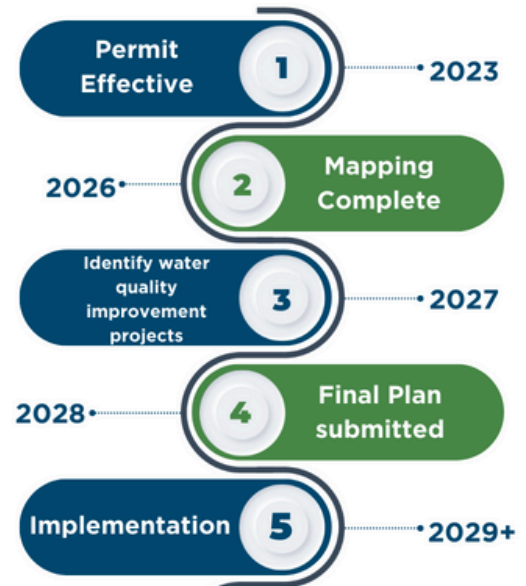 Permit
Effective
1
2023
2026
2
Mapping
Complete
Identify water
quality
improvement
projects
3
2027
2028
4
Final Plan
submitted
Implementation
5
2029+